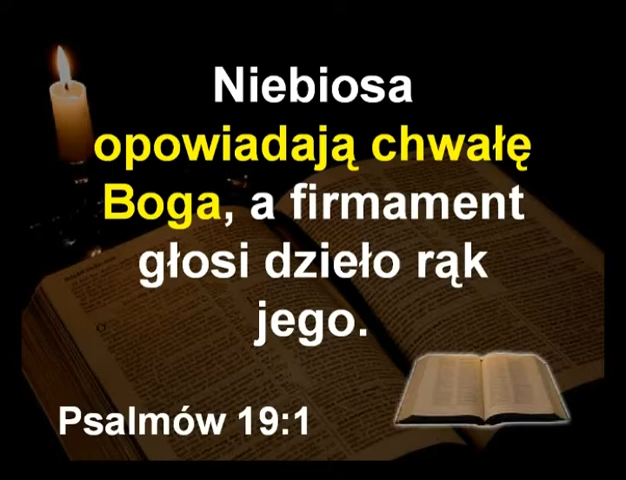 Niebiosa
opowiadają chwałę
Boga, a firmament
głosi dzieło rąk
jego.
Psalmów 19:1